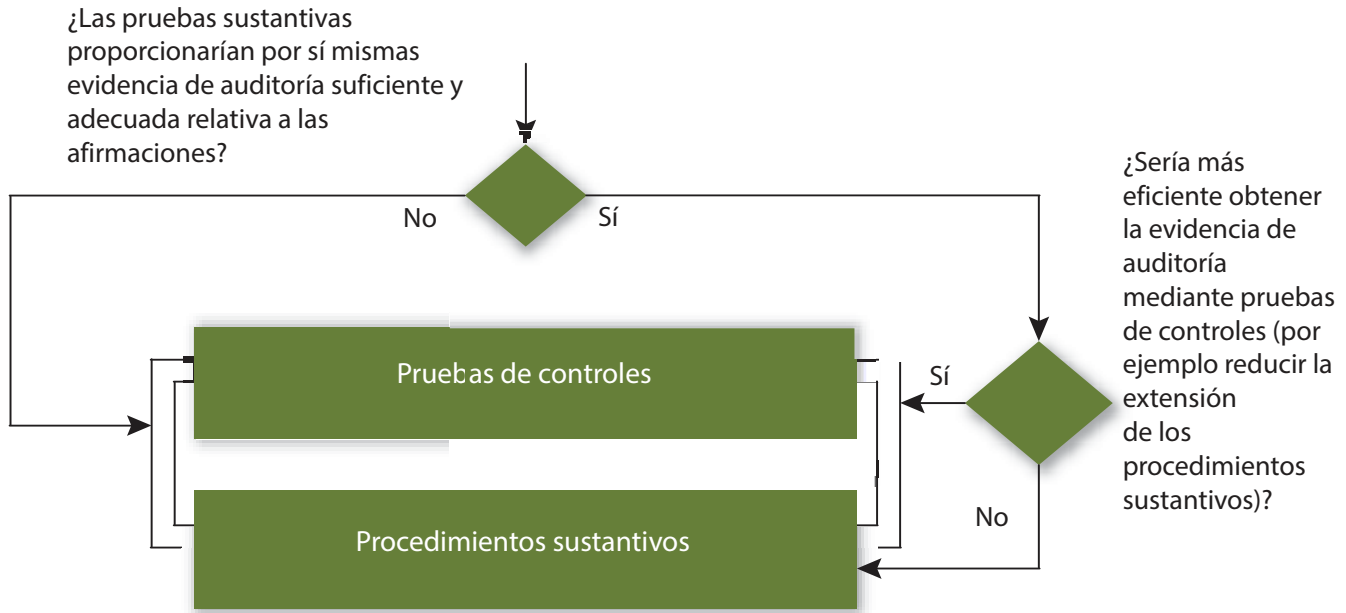 ¿Las pruebas sustantivas
proporcionarían por sí mismas
evidencia de auditoría suficiente y
adecuada relativa a las
afirmaciones?
No
Sí
¿Sería más
eficiente obtener
la evidencia de
auditoría
mediante pruebas
de controles (por
ejemplo reducir la
extensión
de los
procedimientos
sustantivos)?
Pruebas de controles
Sí
No
Procedimientos sustantivos